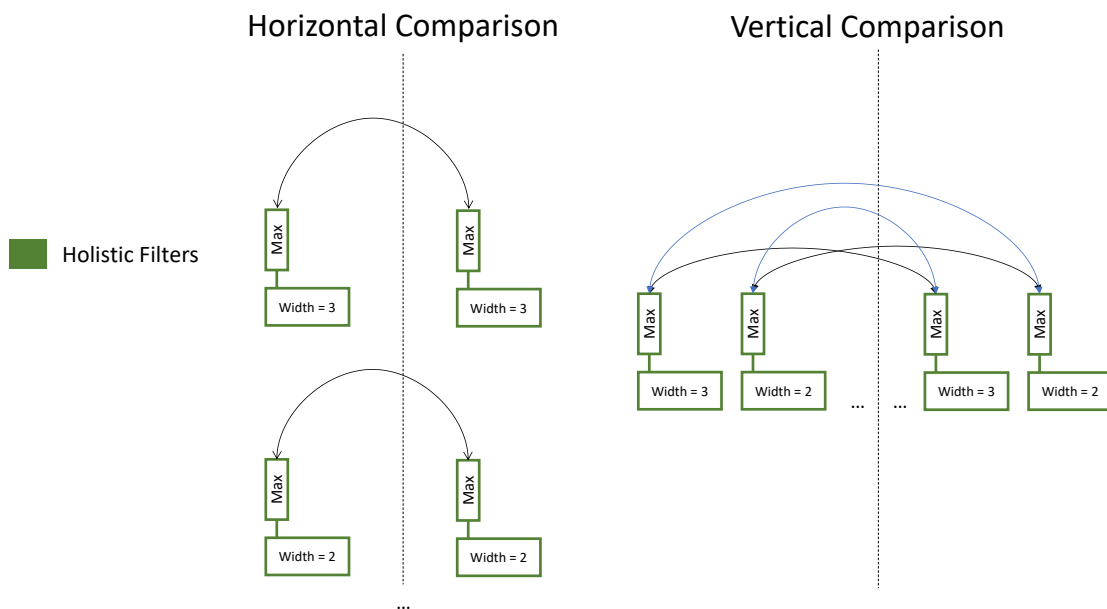 Horizontal Comparison
Vertical Comparison
Holistic Filters
Max
Max
Width = 3
Width = 3
Max
Max
Width = 2
Width = 2
...
Max
Max
Max
Max
Width = 3
Width = 2
...
...
Width = 3
Width = 2